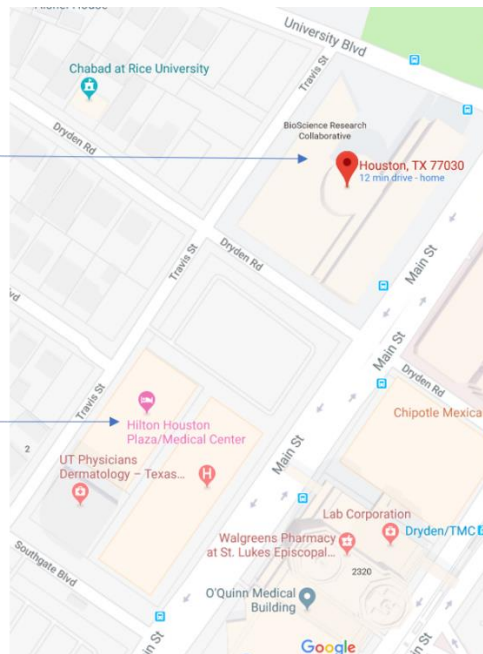 University Blvd
Travis St
Chabad at Rice University
BioScience Research
Collaborative
Dryden Rd
Houston, TX 77030
12 min drive - home
Dryden Rd
Travis St
Main St
Main St
Dryden Rd
Travis St
Chipotle Mexica
Hilton Houston
Plaza/Medical Center
2
Main St
UT Physicians
Dermatology – Texas...
H
Lab Corporation
Walgreens Pharmacy
at St. Lukes Episcopal...
Dryden/TMC
2320
Southgate Blvd
O'Quinn Medical
Building
Google